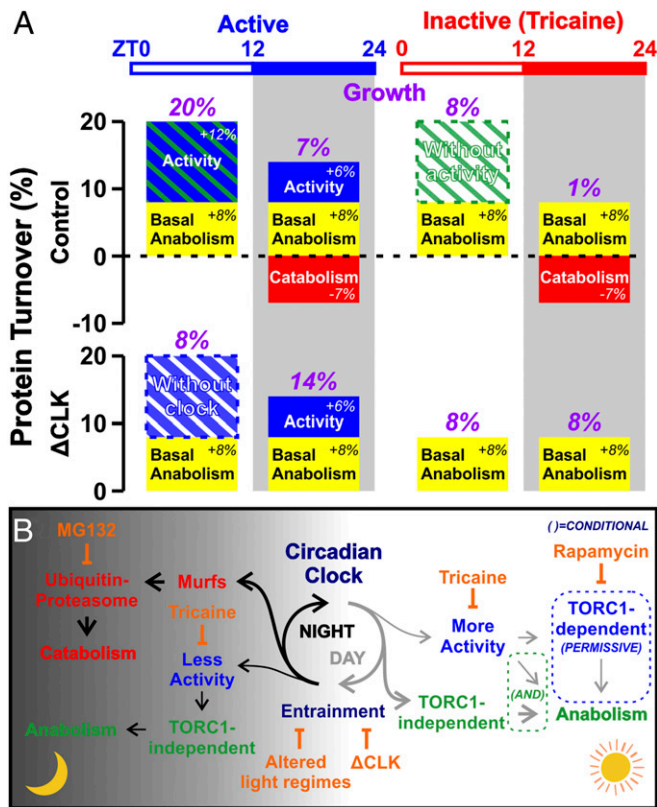 A
Active
Inactive (Tricaine)
ZT0 12 24 0 12 24
Growth
Protein Turnover (%)
Control
20
10
0
-10
20%
+12%
Activity
Basal +8%
Anabolism
7%
+6%
Activity
Basal +8%
Anabolism
Catabolism
-7%
8%
Without
activity
Basal +8%
Anabolism
1%
Basal +8%
Anabolism
Catabolism
-7%
ΔCLK
20
10
0
8%
Without
clock
Basal +8%
Anabolism
14%
+6%
Activity
Basal +8%
Anabolism
8%
Basal +8%
Anabolism
8%
Basal +8%
Anabolism
B
MG132
Ubiquitin-
Proteasome
Catabolism
Murfs
Tricaine
Less
Activity
TORC1-
independent
Anabolism
Circadian
Clock
NIGHT
DAY
Entrainment
Altered
light regimes
ΔCLK
Tricaine
More
Activity
TORC1-
independent
( )=CONDITIONAL
Rapamycin
TORC1-
dependent
(PERMISSIVE)
(AND)
Anabolism